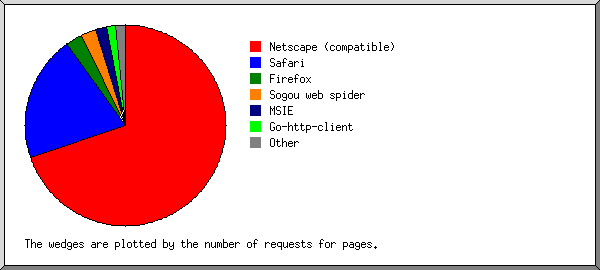 Netscape (compatible)
Safari
Firefox
Sogou web spider
MSIE
Go-http-client
Other
The wedges are plotted by the number of requests for pages.